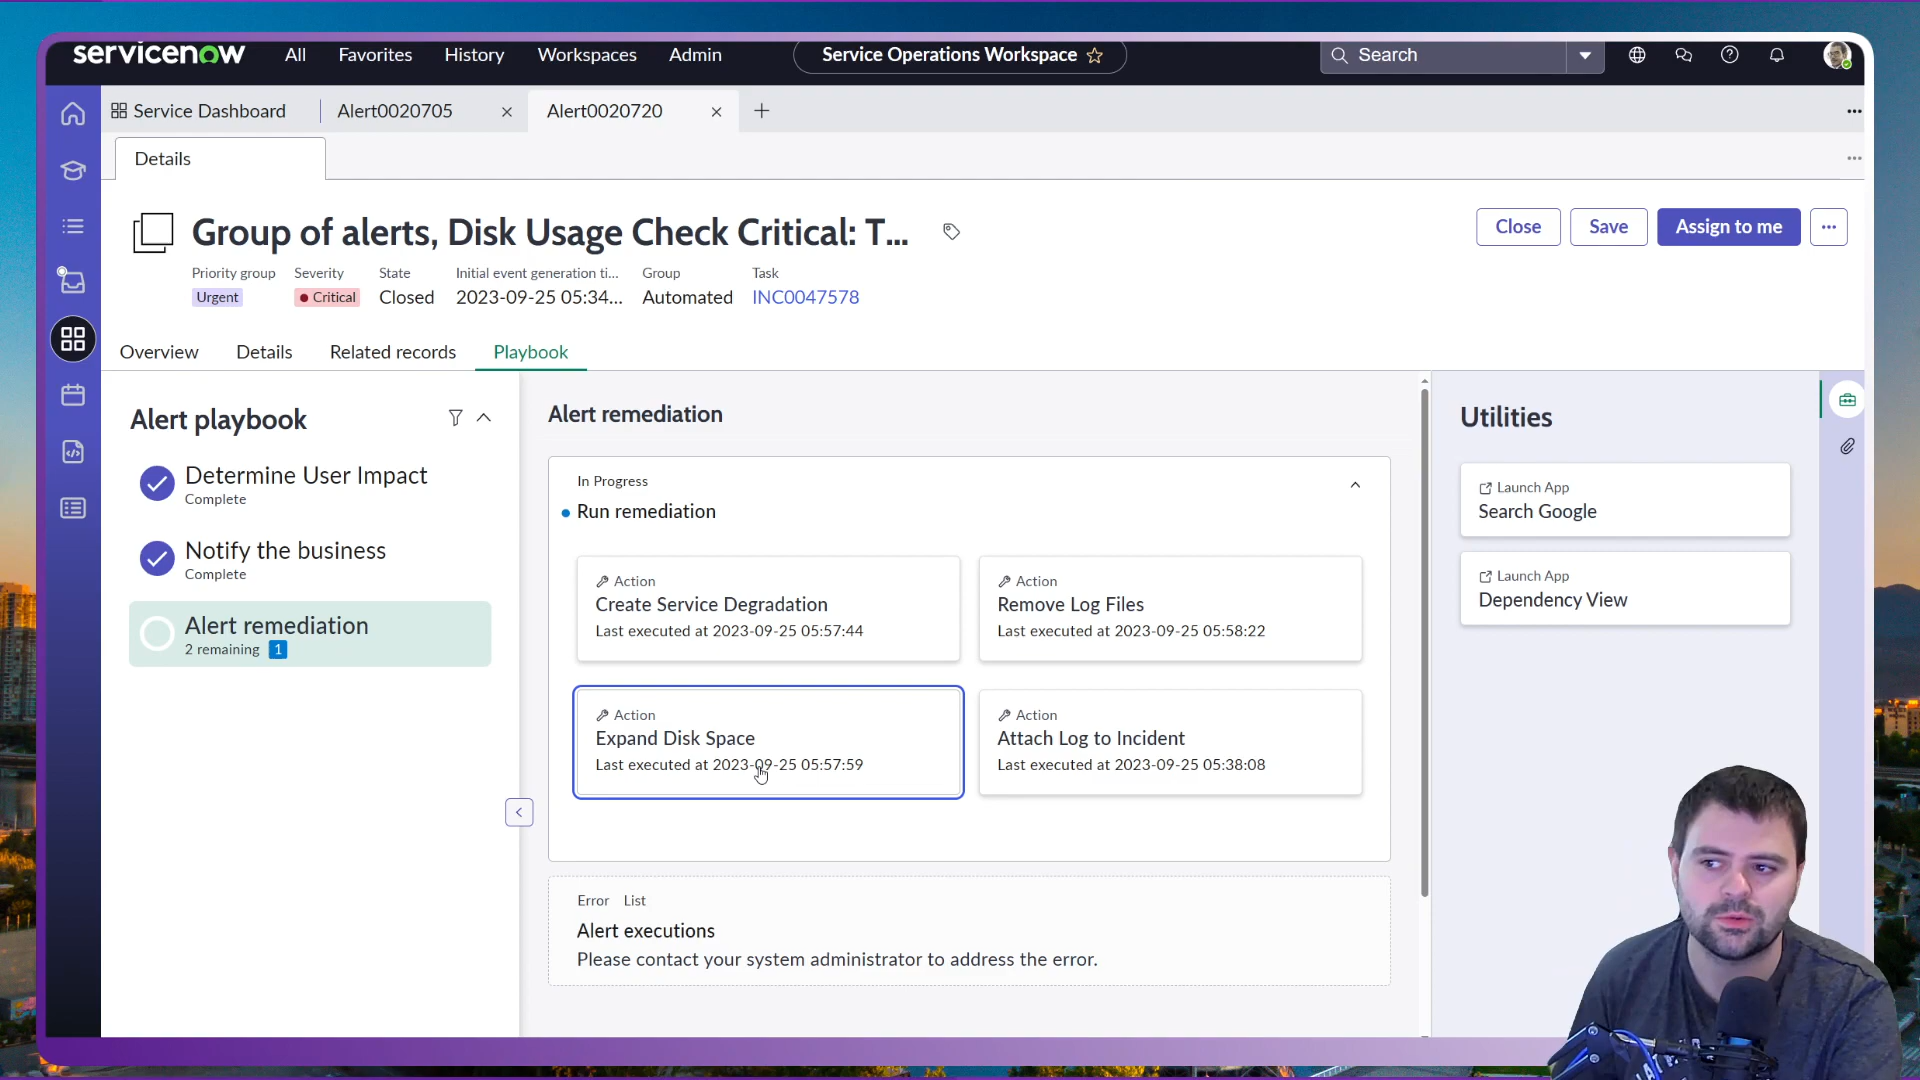 servicenow
All
Favorites
History
Workspaces
Admin
Service Operations Workspace
Search
Service Dashboard
Alert0020705
Alert0020720
Details
Group of alerts, Disk Usage Check Critical: T...
Close
Save
Assign to me
Priority group
Severity
State
Initial event generation ti...
Group
Task
Urgent
Critical
Closed
2023-09-25 05:34...
Automated
INC0047578
Overview
Details
Related records
Playbook
Alert playbook
Determine User Impact
Complete
Notify the business
Complete
Alert remediation
2 remaining 1
Alert remediation
In Progress
Run remediation
Action
Create Service Degradation
Last executed at 2023-09-25 05:57:44
Action
Remove Log Files
Last executed at 2023-09-25 05:58:22
Action
Expand Disk Space
Last executed at 2023-09-25 05:57:59
Action
Attach Log to Incident
Last executed at 2023-09-25 05:38:08
Error List
Alert executions
Please contact your system administrator to address the error.
Utilities
Launch App
Search Google
Launch App
Dependency View